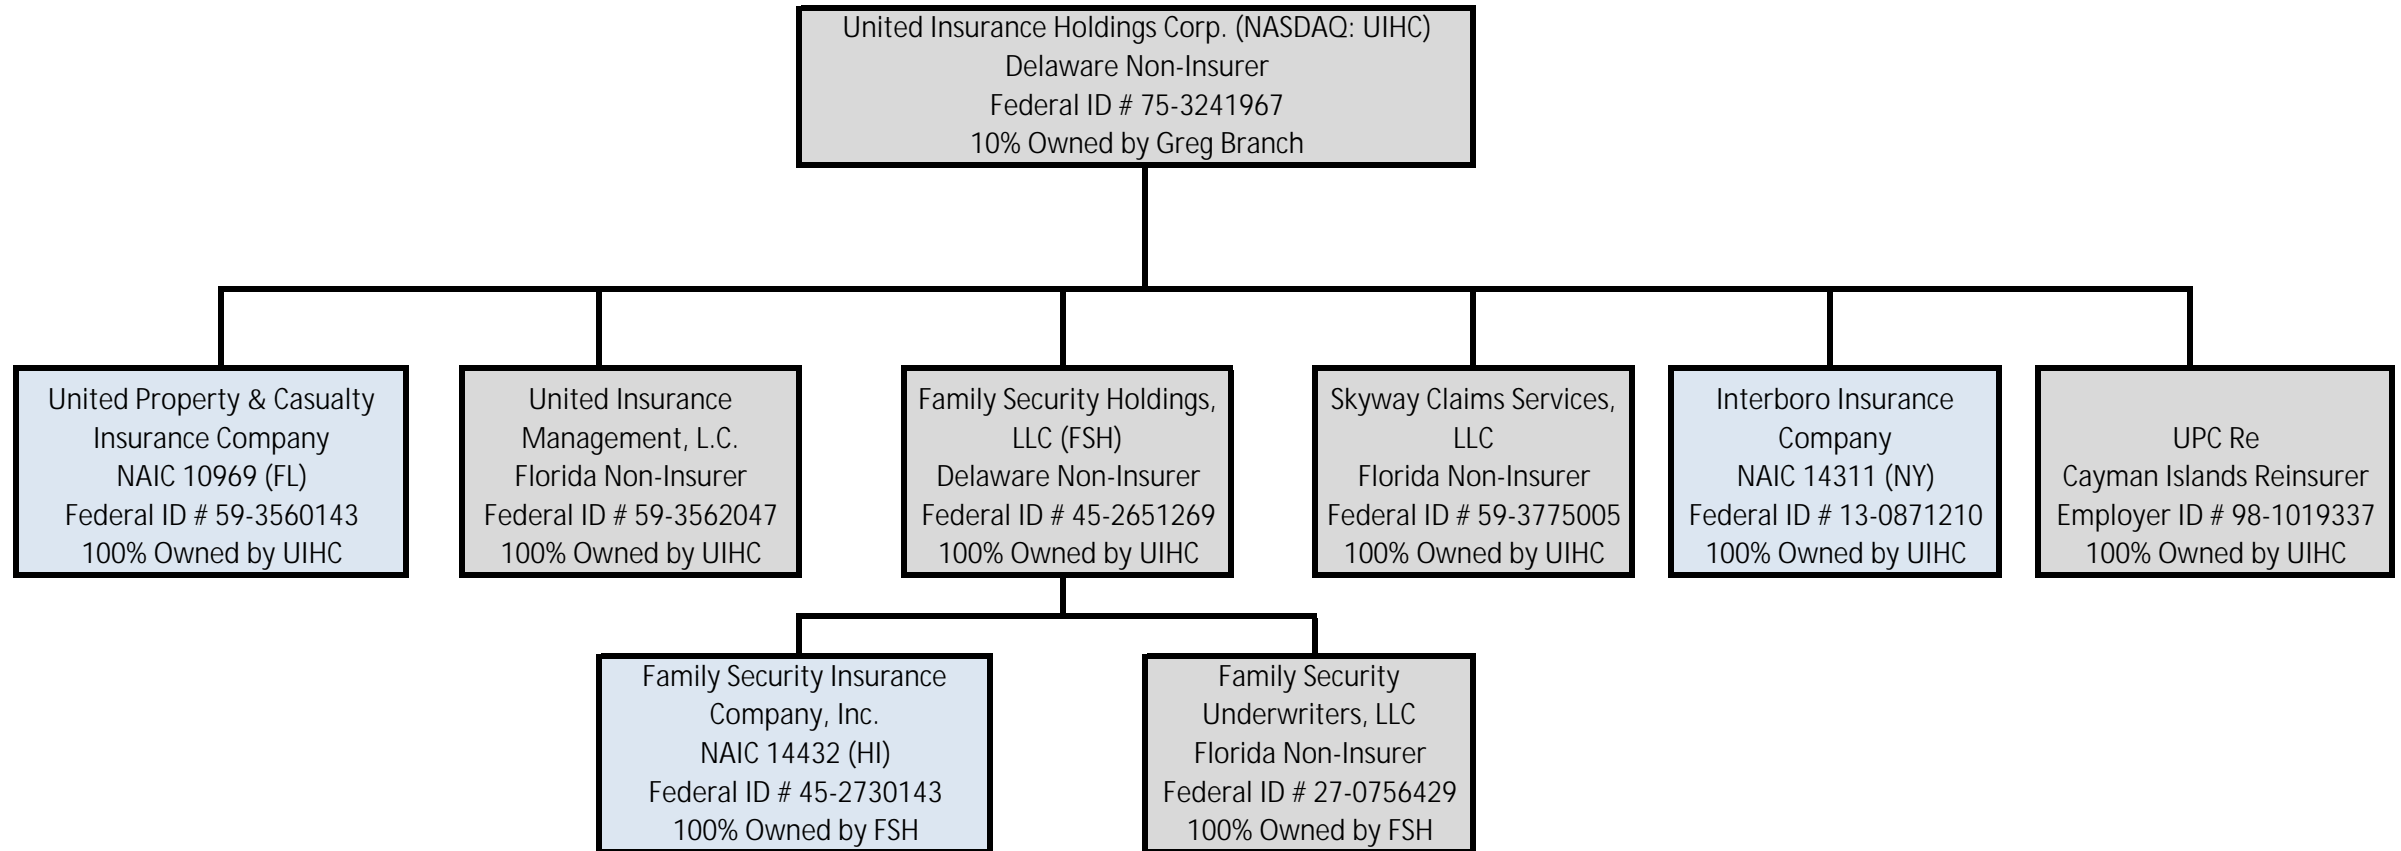 United Insurance Holdings Corp. (NASDAQ: UIHC)
Delaware Non-Insurer
Federal ID # 75-3241967
10% Owned by Greg Branch
United Property & Casualty
Insurance Company
NAIC 10969 (FL)
Federal ID # 59-3560143
100% Owned by UIHC
United Insurance
Management, L.C.
Florida Non-Insurer
Federal ID # 59-3562047
100% Owned by UIHC
Family Security Holdings,
LLC (FSH)
Delaware Non-Insurer
Federal ID # 45-2651269
100% Owned by UIHC
Skyway Claims Services,
LLC
Florida Non-Insurer
Federal ID # 59-3775005
100% Owned by UIHC
Interboro Insurance
Company
NAIC 14311 (NY)
Federal ID # 13-0871210
100% Owned by UIHC
UPC Re
Cayman Islands Reinsurer
Employer ID # 98-1019337
100% Owned by UIHC
Family Security Insurance
Company, Inc.
NAIC 14432 (HI)
Federal ID # 45-2730143
100% Owned by FSH
Family Security
Underwriters, LLC
Florida Non-Insurer
Federal ID # 27-0756429
100% Owned by FSH